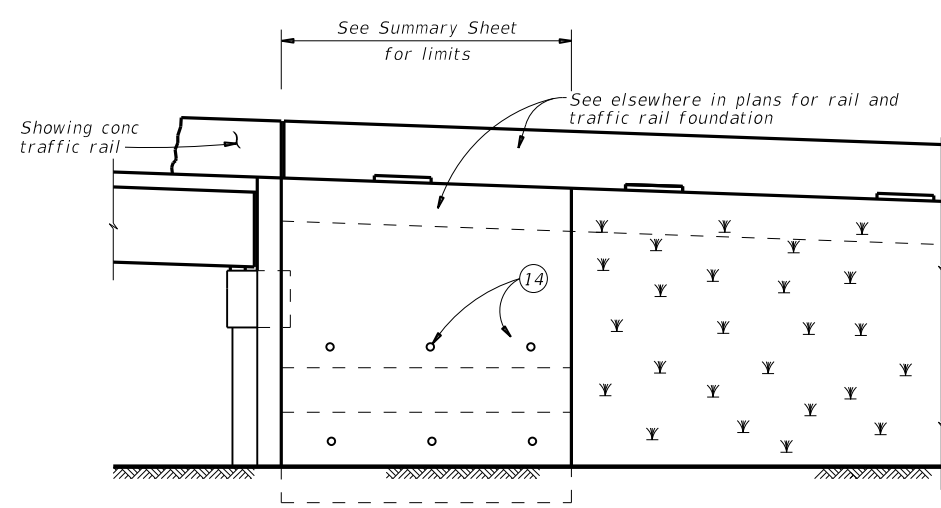 See Summary Sheet
for limits
See elsewhere in plans for rail and
traffic rail foundation
Showing conc
traffic rail
14